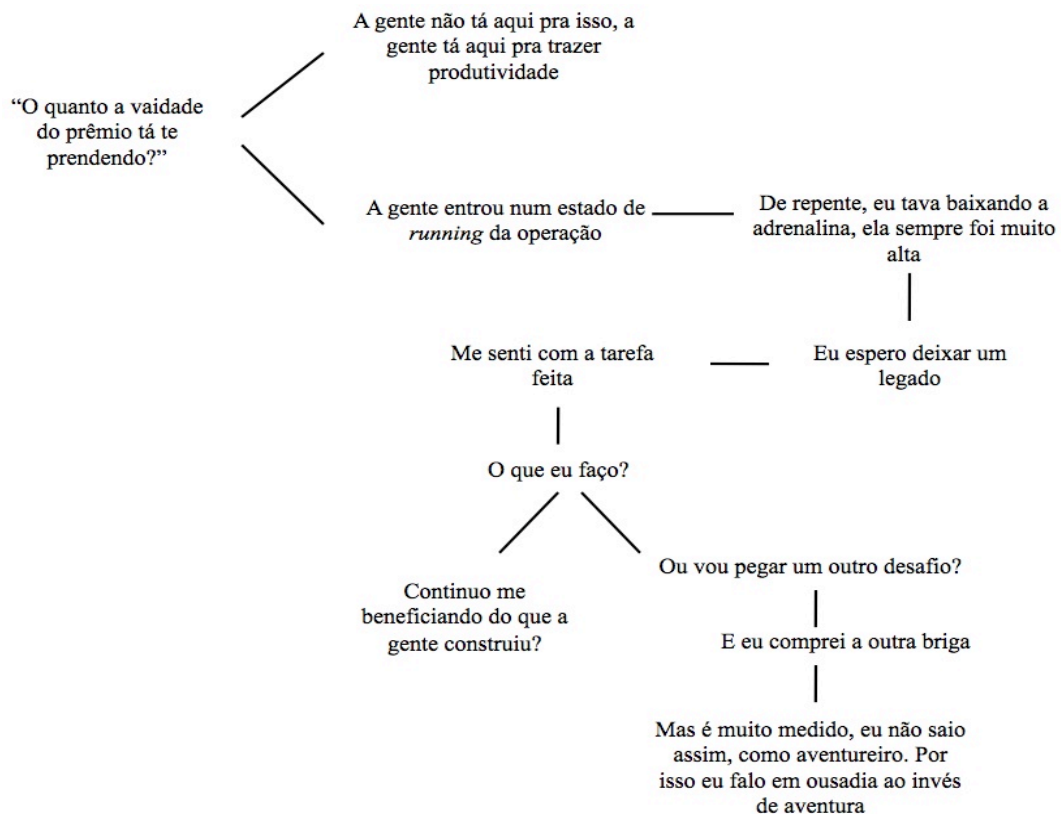 A gente não tá aqui pra isso, a
gente tá aqui pra trazer
produtividade
“O quanto a vaidade
do prêmio tá te
prendendo?”
A gente entrou num estado de
running da operação
De repente, eu tava baixando a
adrenalina, ela sempre foi muito
alta
Me senti com a tarefa
feita
Eu espero deixar um
legado
O que eu faço?
Continuo me
beneficiando do que a
gente construiu?
Ou vou pegar um outro desafio?
E eu comprei a outra briga
Mas é muito medido, eu não saio
assim, como aventureiro. Por
isso eu falo em ousadia ao invés
de aventura